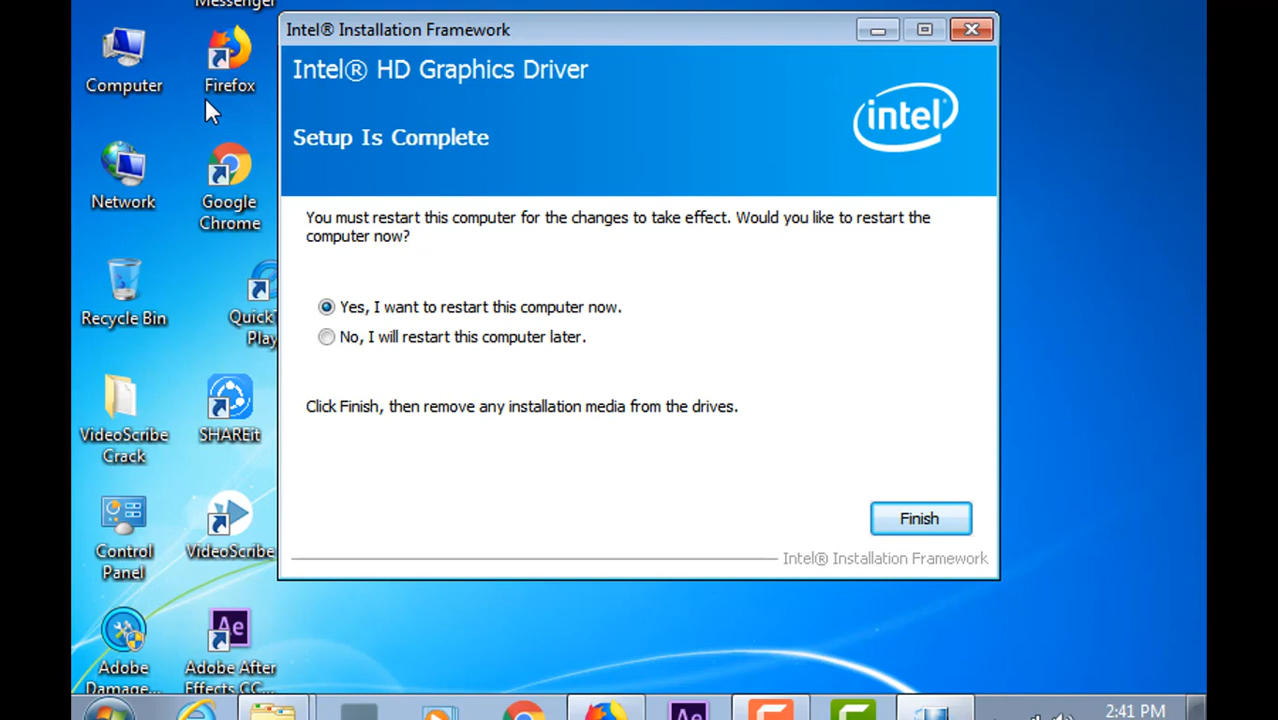 Messenger
Computer
Firefox
Network
Google
Chrome
Recycle Bin
Play
VideoScribe
Crack
SHAREit
Control
Panel
VideoScribe
Adobe
Damage...
Adobe After
Effects CC...
Ae
Intel® Installation Framework
Intel® HD Graphics Driver
Setup Is Complete
intel
You must restart this computer for the changes to take effect. Would you like to restart the
computer now?
Yes, I want to restart this computer now.
No, I will restart this computer later.
Click Finish, then remove any installation media from the drives.
Finish
Intel® Installation Framework
Ae
2:41 PM